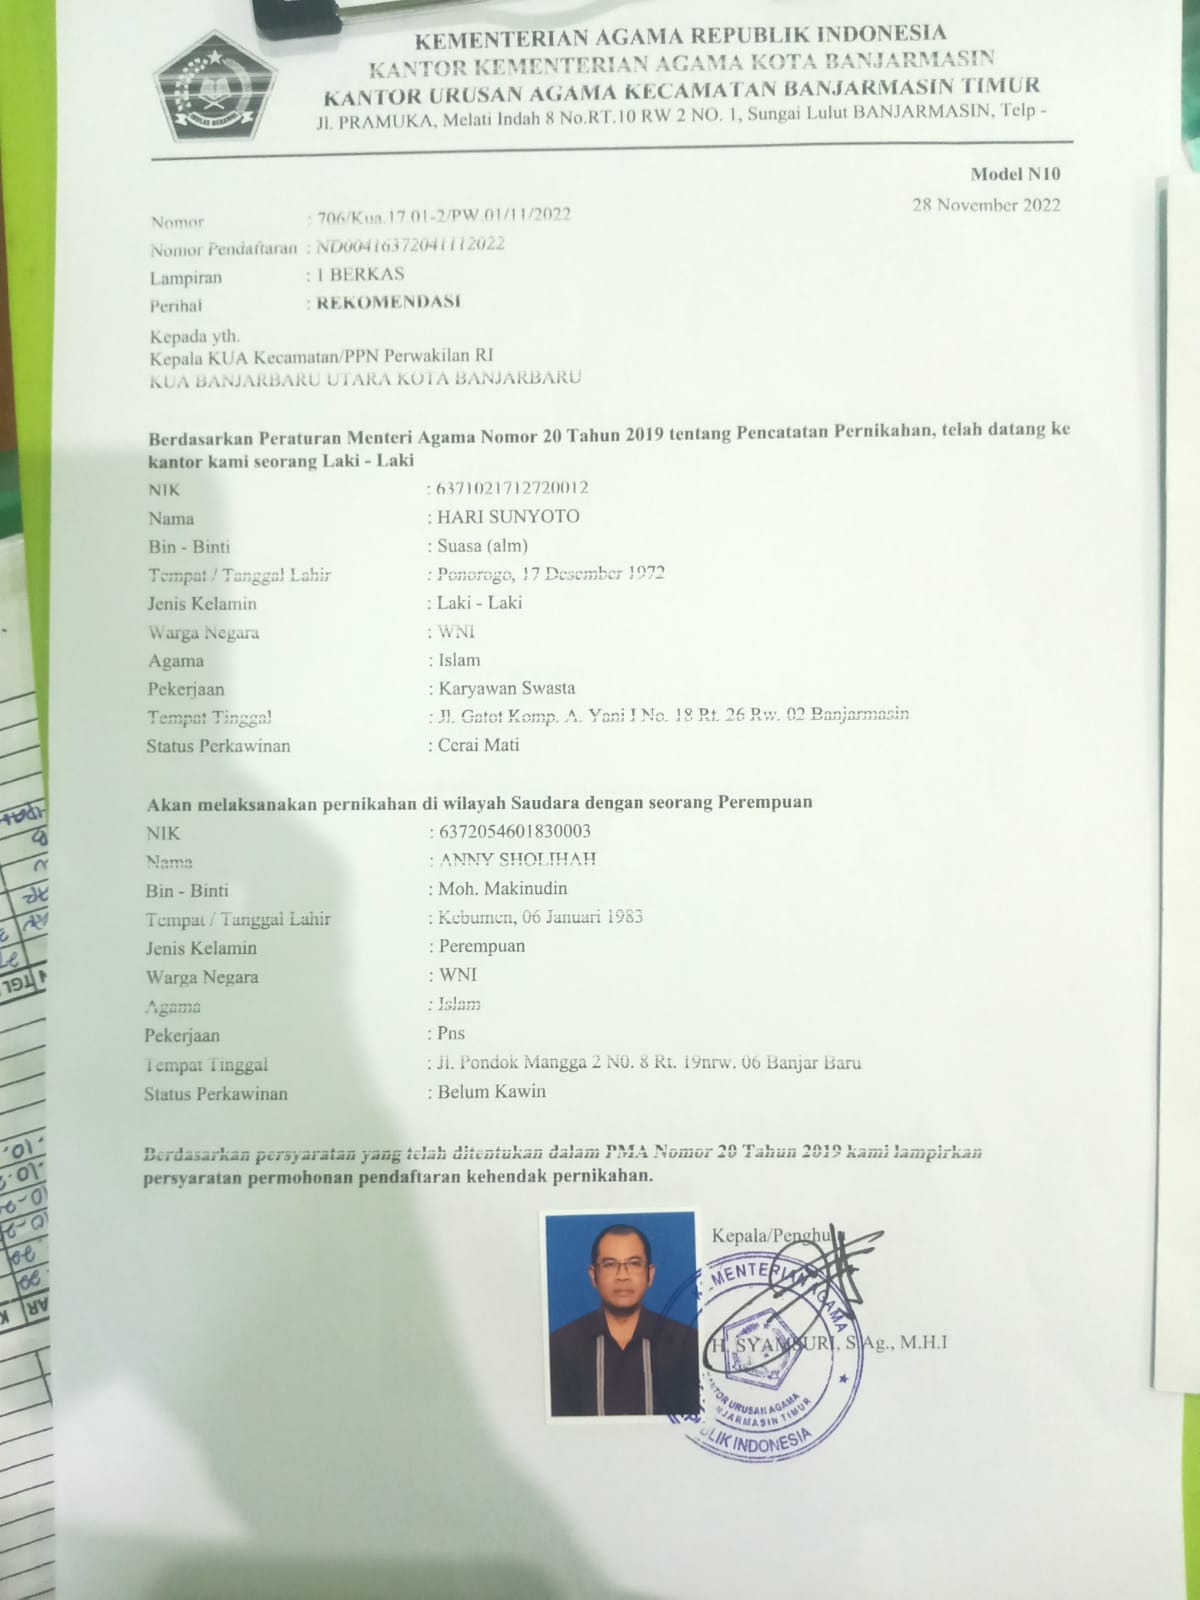 KEMENTERIAN AGAMA REPUBLIK INDONESIA
KANTOR KEMENTERIAN AGAMA KOTA BANJARMASIN
KANTOR URUSAN AGAMA KECAMATAN BANJARMASIN TIMUR
Jl. PRAMUKA, Melati Indah 8 No.RT.10 RW 2 NO. 1, Sungai Lulut BANJARMASIN, Telp -
Model N10
28 November 2022
Nomor : 706/Kua.17.01-2/PW.01/11/2022
Nomor Pendaftaran : ND00416372041112022
Lampiran : 1 BERKAS
Perihal : REKOMENDASI
Kepada yth.
Kepala KUA Kecamatan/PPN Perwakilan RI
KUA BANJARBARU UTARA KOTA BANJARBARU
Berdasarkan Peraturan Menteri Agama Nomor 20 Tahun 2019 tentang Pencatatan Pernikahan, telah datang ke
kantor kami seorang Laki - Laki
NIK : 6371021712720012
Nama : HARI SUNYOTO
Bin - Binti : Suasa (alm)
Tempat / Tanggal Lahir : Ponorogo, 17 Desember 1972
Jenis Kelamin : Laki - Laki
Warga Negara : WNI
Agama : Islam
Pekerjaan : Karyawan Swasta
Tempat Tinggal : Jl. Gatot Komp. A. Yani I No. 18 Rt. 26 Rw. 02 Banjarmasin
Status Perkawinan : Cerai Mati
Akan melaksanakan pernikahan di wilayah Saudara dengan seorang Perempuan
NIK : 6372054601830003
Nama : ANNY SHOLIHAH
Bin - Binti : Moh. Makinudin
Tempat / Tanggal Lahir : Kebumen, 06 Januari 1983
Jenis Kelamin : Perempuan
Warga Negara : WNI
Agama : Islam
Pekerjaan : Pns
Tempat Tinggal : Jl. Pondok Mangga 2 N0. 8 Rt. 19nrw. 06 Banjar Baru
Status Perkawinan : Belum Kawin
Berdasarkan persyaratan yang telah ditentukan dalam PMA Nomor 20 Tahun 2019 kami lampirkan
persyaratan permohonan pendaftaran kehendak pernikahan.
Kepala/Penghu
KEMENTERIAN AGAMA
H. SYAMSURI, S.Ag., M.H.I
KANTOR URUSAN AGAMA
BANJARMASIN TIMUR
REPUBLIK INDONESIA